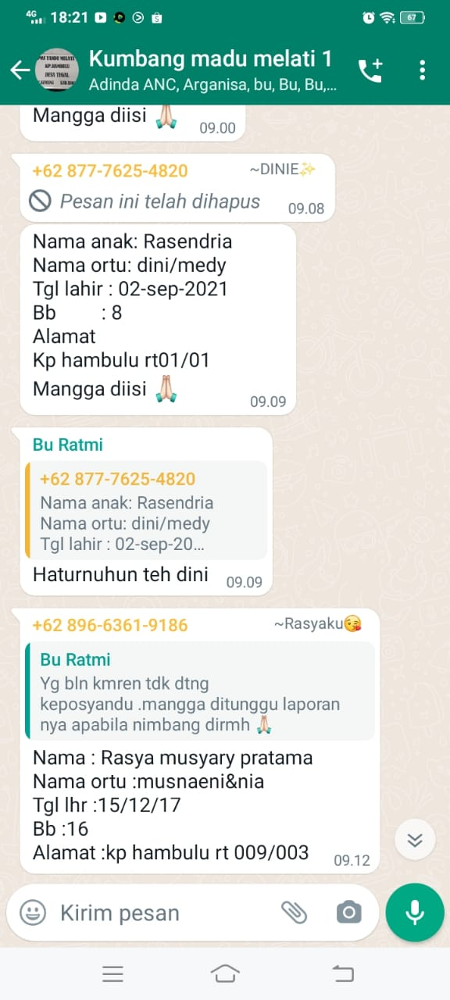 4G 18:21 67
Kumbang madu melati 1
Adinda ANC, Arganisa, bu, Bu, Bu,...
Mangga diisi 🙏🏻
09.00
+62 877-7625-4820 ~DINIE✨
Pesan ini telah dihapus 09.08
Nama anak: Rasendria
Nama ortu: dini/medy
Tgl lahir : 02-sep-2021
Bb : 8
Alamat
Kp hambulu rt01/01
Mangga diisi 🙏🏻
09.09
Bu Ratmi
+62 877-7625-4820
Nama anak: Rasendria
Nama ortu: dini/medy
Tgl lahir : 02-sep-20...
Haturnuhun teh dini 09.09
+62 896-6361-9186 ~Rasyaku😘
Bu Ratmi
Yg bln kmren tdk dtng
keposyandu .mangga ditunggu laporan
nya apabila nimbang dirmh 🙏🏻
Nama : Rasya musyary pratama
Nama ortu :musnaeni&nia
Tgl lhr :15/12/17
Bb :16
Alamat :kp hambulu rt 009/003 09.12
Kirim pesan